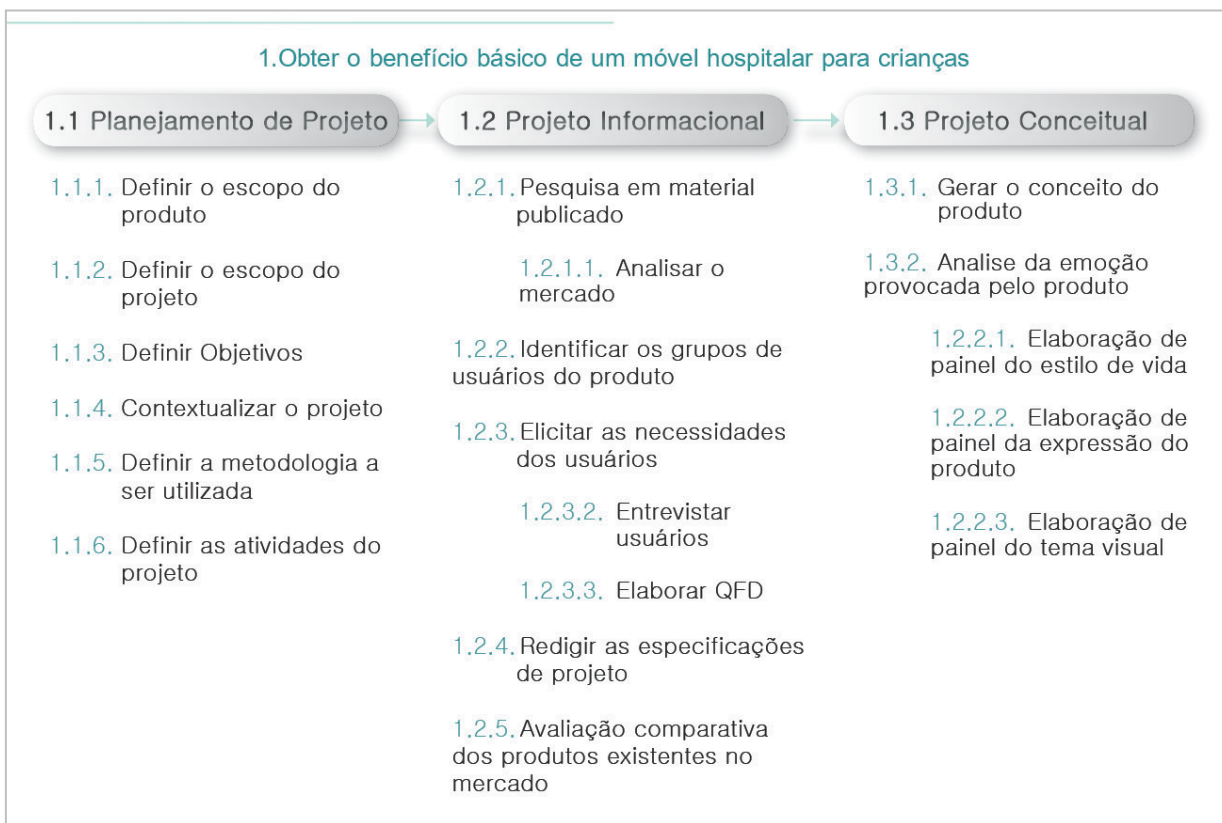 1.Obter o benefício básico de um móvel hospitalar para crianças
1.1 Planejamento de Projeto
1.1.1. Definir o escopo do
produto
1.1.2. Definir o escopo do
projeto
1.1.3. Definir Objetivos
1.1.4. Contextualizar o projeto
1.1.5. Definir a metodologia a
ser utilizada
1.1.6. Definir as atividades do
projeto
1.2 Projeto Informacional
1.2.1. Pesquisa em material
publicado
1.2.1.1. Analisar o
mercado
1.2.2. Identificar os grupos de
usuários do produto
1.2.3. Elicitar as necessidades
dos usuários
1.2.3.2. Entrevistar
usuários
1.2.3.3. Elaborar QFD
1.2.4. Redigir as especificações
de projeto
1.2.5. Avaliação comparativa
dos produtos existentes no
mercado
1.3 Projeto Conceitual
1.3.1. Gerar o conceito do
produto
1.3.2. Analise da emoção
provocada pelo produto
1.2.2.1. Elaboração de
painel do estilo de vida
1.2.2.2. Elaboração de
painel da expressão do
produto
1.2.2.3. Elaboração de
painel do tema visual